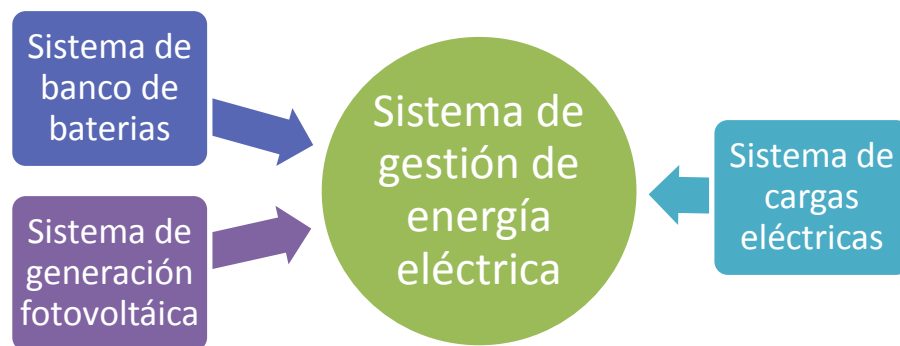 Sistema de
banco de
baterias
Sistema de
generación
fotovoltáica
Sistema de
gestión de
energía
eléctrica
Sistema de
cargas
eléctricas